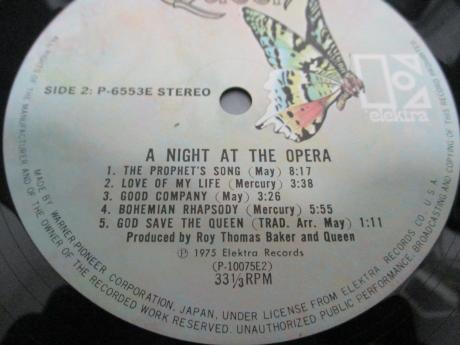 Queen
SIDE 2: P-6553E STEREO
elektra
A NIGHT AT THE OPERA
1. THE PROPHET'S SONG (May) 8:17
2. LOVE OF MY LIFE (Mercury) 3:38
3. GOOD COMPANY (May) 3:26
4. BOHEMIAN RHAPSODY (Mercury) 5:55
5. GOD SAVE THE QUEEN (TRAD. Arr. May) 1:11
Produced by Roy Thomas Baker and Queen
Ⓟ 1975 Elektra Records
(P-10075E2)
33⅓RPM
ALL RIGHTS OF THE MANUFACTURER AND OF THE OWNER OF THE RECORDED WORK RESERVED. UNAUTHORIZED PUBLIC PERFORMANCE, BROADCASTING AND COPYING OF THIS RECORD PROHIBITED
MADE BY WARNER-PIONEER CORPORATION, JAPAN, UNDER LICENSE FROM ELEKTRA RECORDS CO. U.S.A.